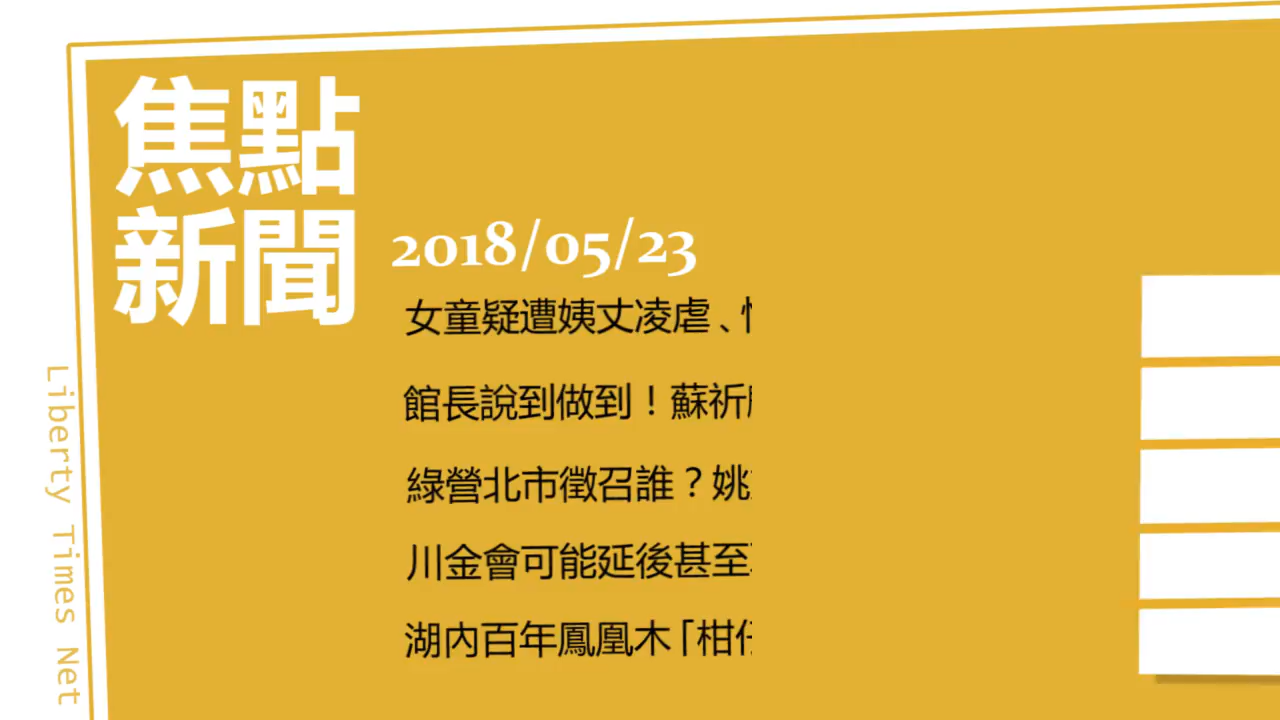 焦點
新聞
2018/05/23
女童疑遭姨丈凌虐、
館長說到做到！蘇祈
綠營北市徵召誰？姚
川金會可能延後甚至
湖內百年鳳凰木「柑仔
Liberty Times Net